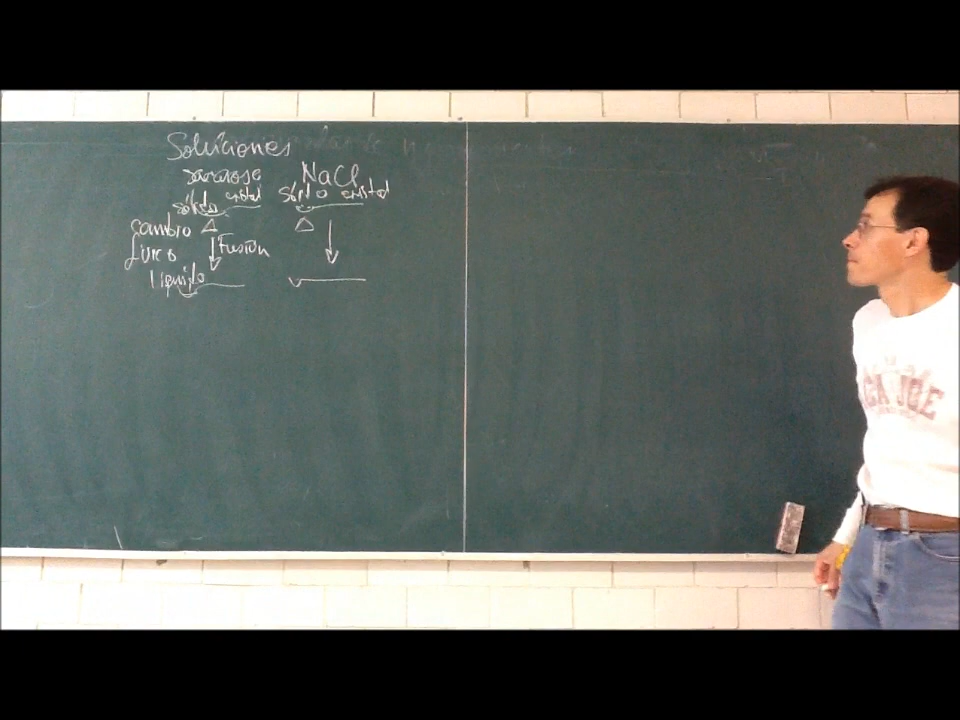 Soluciones
sacarosa NaCl
sólido cristal sólido cristal
cambio Δ Δ
físico Fusión
líquido